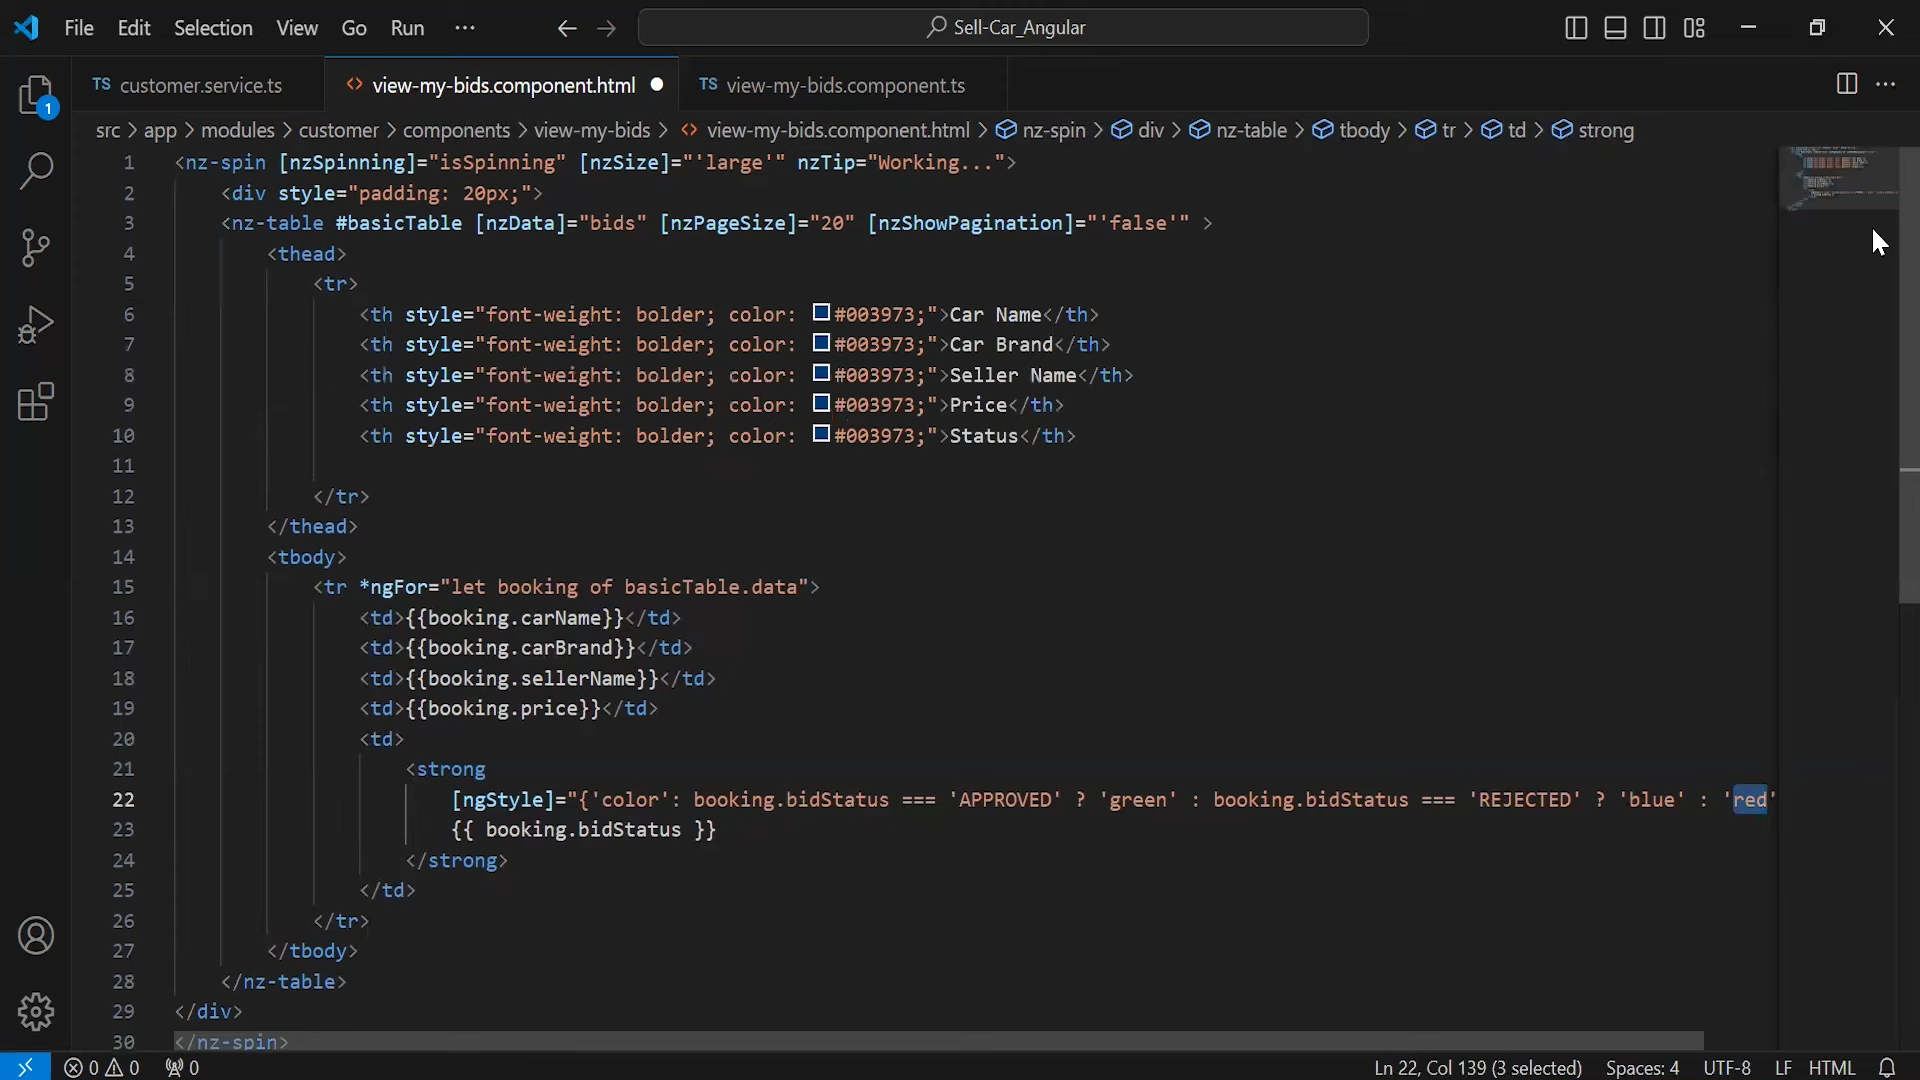 File Edit Selection View Go Run ··· Sell-Car_Angular
TS customer.service.ts <> view-my-bids.component.html TS view-my-bids.component.ts ···
src > app > modules > customer > components > view-my-bids > <> view-my-bids.component.html > nz-spin > div > nz-table > tbody > tr > td > strong
1
1 <nz-spin [nzSpinning]="isSpinning" [nzSize]="'large'" nzTip="Working...">
2 <div style="padding: 20px;">
3 <nz-table #basicTable [nzData]="bids" [nzPageSize]="20" [nzShowPagination]="'false'" >
4 <thead>
5 <tr>
6 <th style="font-weight: bolder; color: #003973;">Car Name</th>
7 <th style="font-weight: bolder; color: #003973;">Car Brand</th>
8 <th style="font-weight: bolder; color: #003973;">Seller Name</th>
9 <th style="font-weight: bolder; color: #003973;">Price</th>
10 <th style="font-weight: bolder; color: #003973;">Status</th>
11
12 </tr>
13 </thead>
14 <tbody>
15 <tr *ngFor="let booking of basicTable.data">
16 <td>{{booking.carName}}</td>
17 <td>{{booking.carBrand}}</td>
18 <td>{{booking.sellerName}}</td>
19 <td>{{booking.price}}</td>
20 <td>
21 <strong
22 [ngStyle]="{'color': booking.bidStatus === 'APPROVED' ? 'green' : booking.bidStatus === 'REJECTED' ? 'blue' : 'red'
23 {{ booking.bidStatus }}
24 </strong>
25 </td>
26 </tr>
27 </tbody>
28 </nz-table>
29 </div>
30 </nz-spin>
0 0 0 Ln 22, Col 139 (3 selected) Spaces: 4 UTF-8 LF HTML